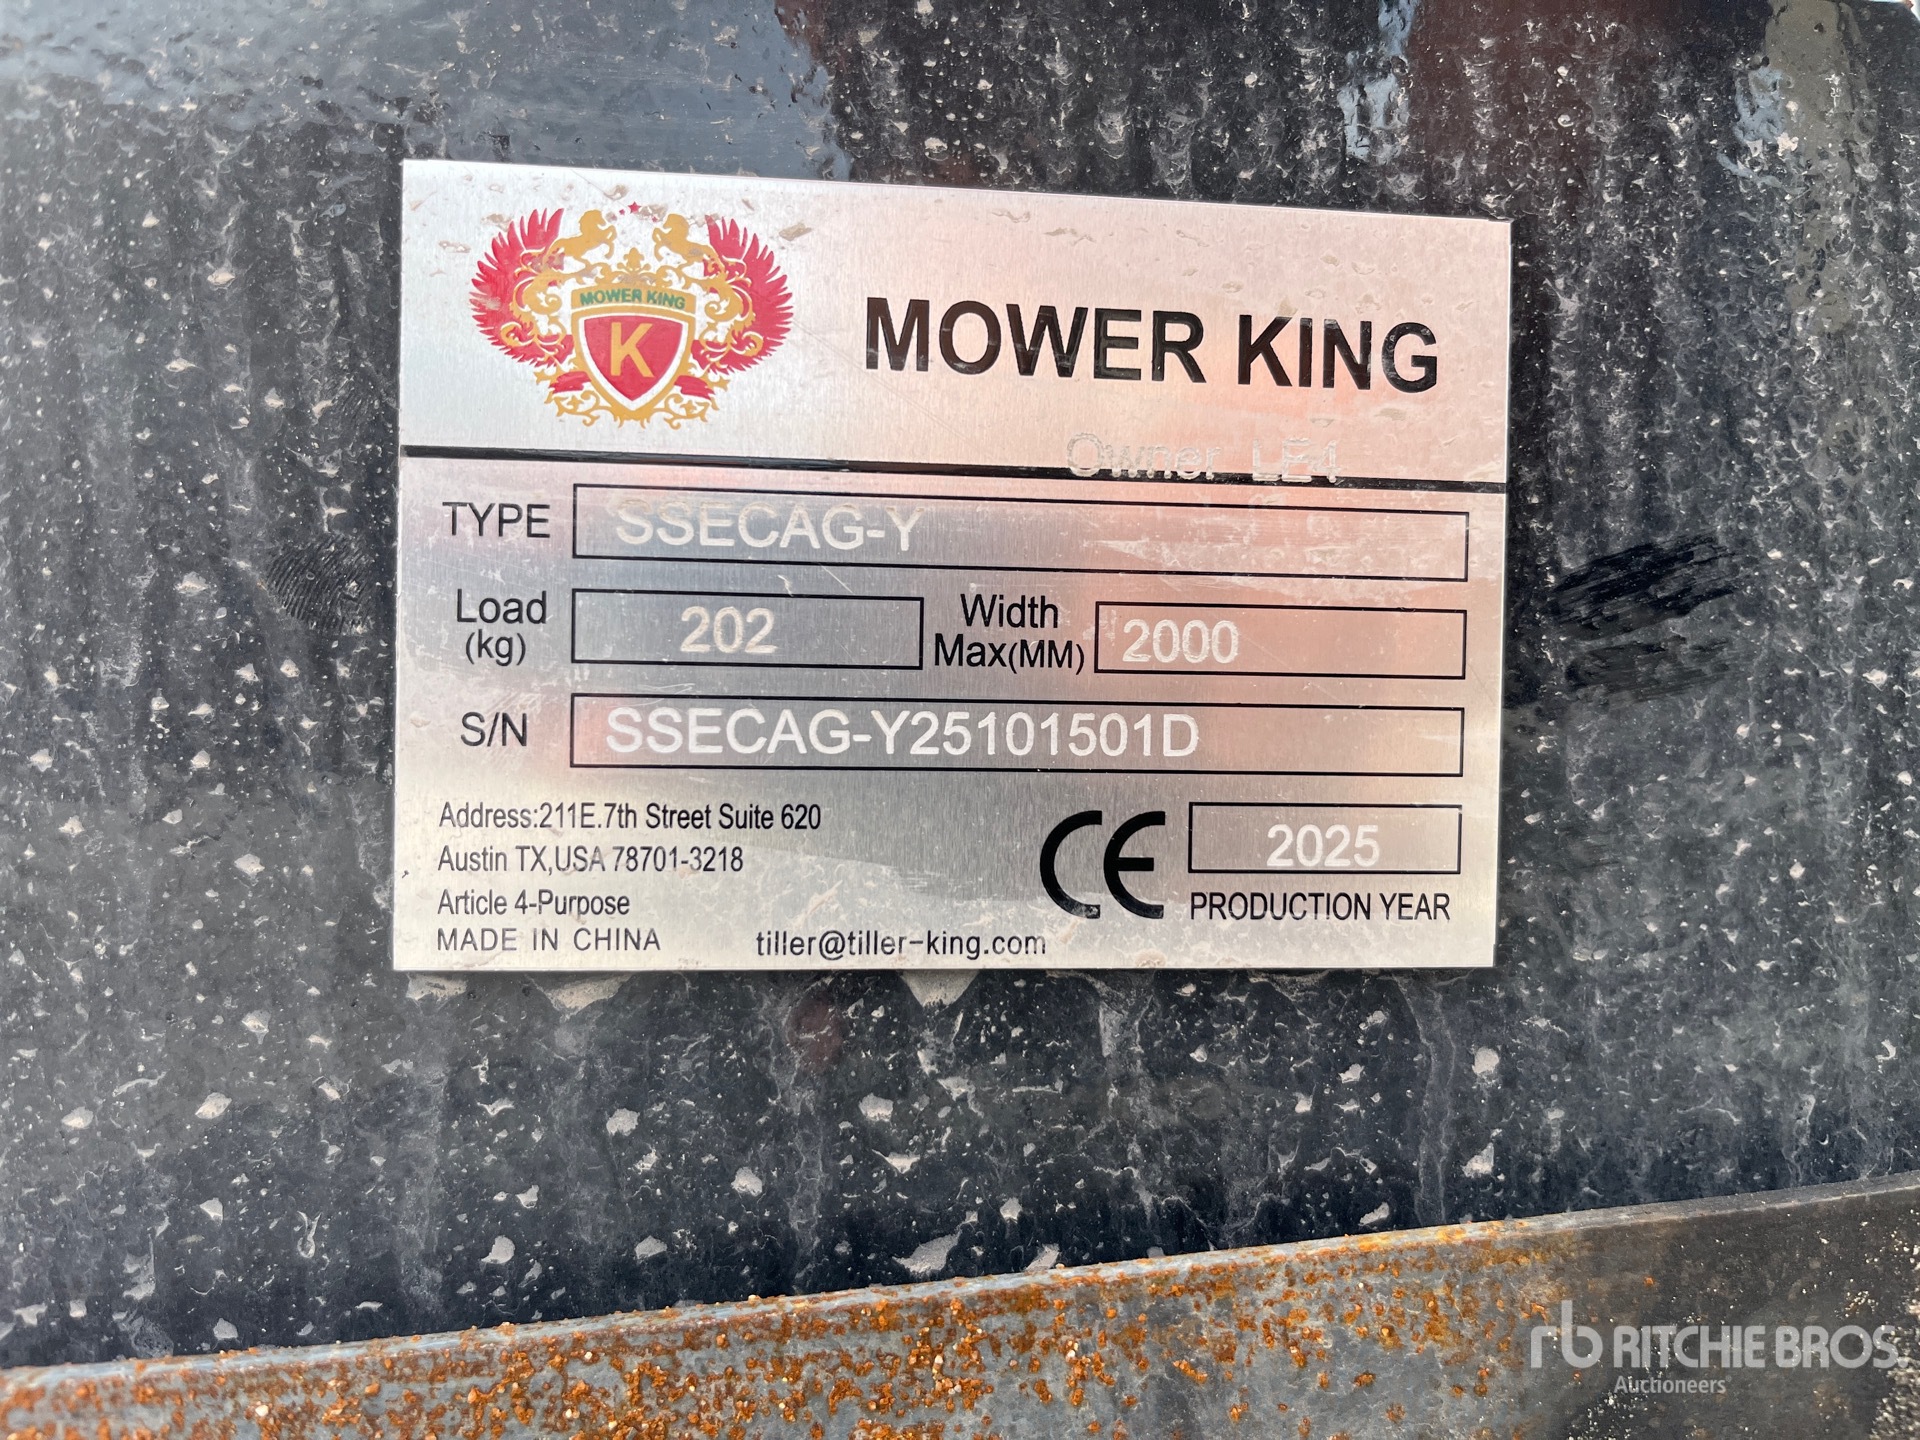 MOWER KING
K
MOWER KING
Owner LE4
TYPE SSECAG-Y
Load (kg) 202 Width Max(MM) 2000
S/N SSECAG-Y25101501D
Address:211E.7th Street Suite 620
Austin TX,USA 78701-3218
Article 4-Purpose
MADE IN CHINA
tiller@tiller-king.com
CE
2025
PRODUCTION YEAR
rb RITCHIE BROS.
Auctioneers